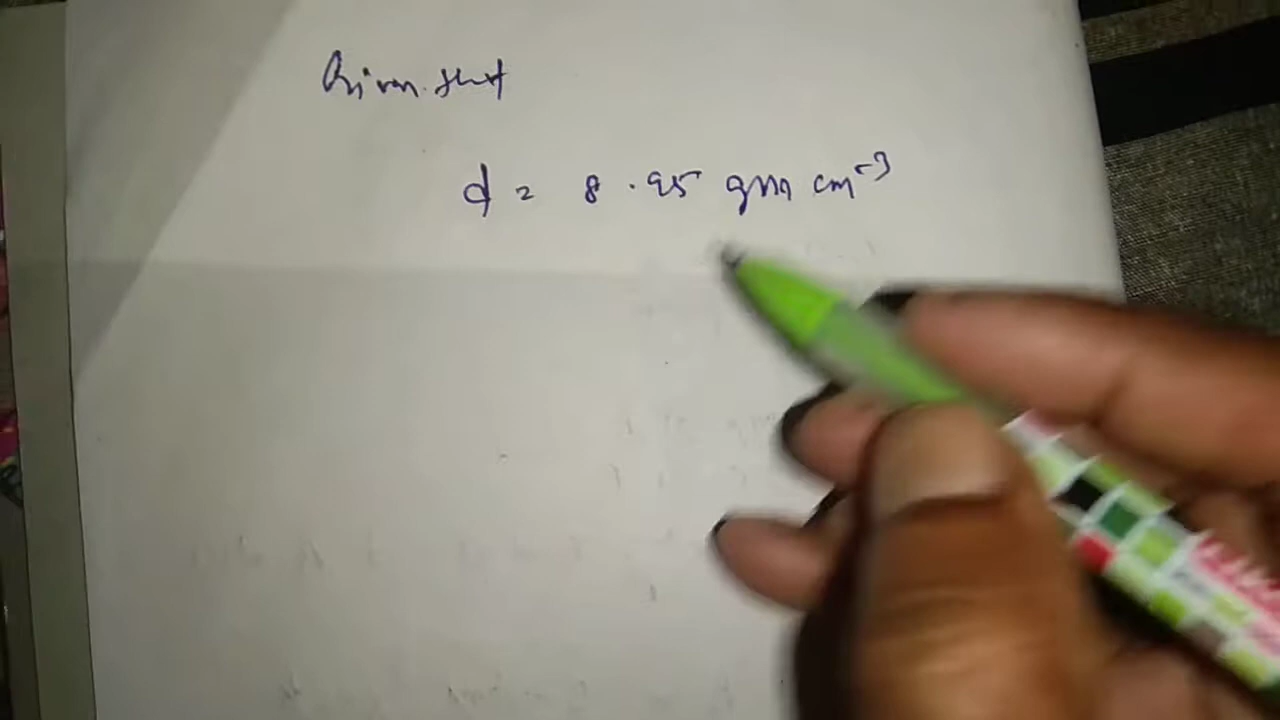 Given that
d = 8.95 gm cm⁻³